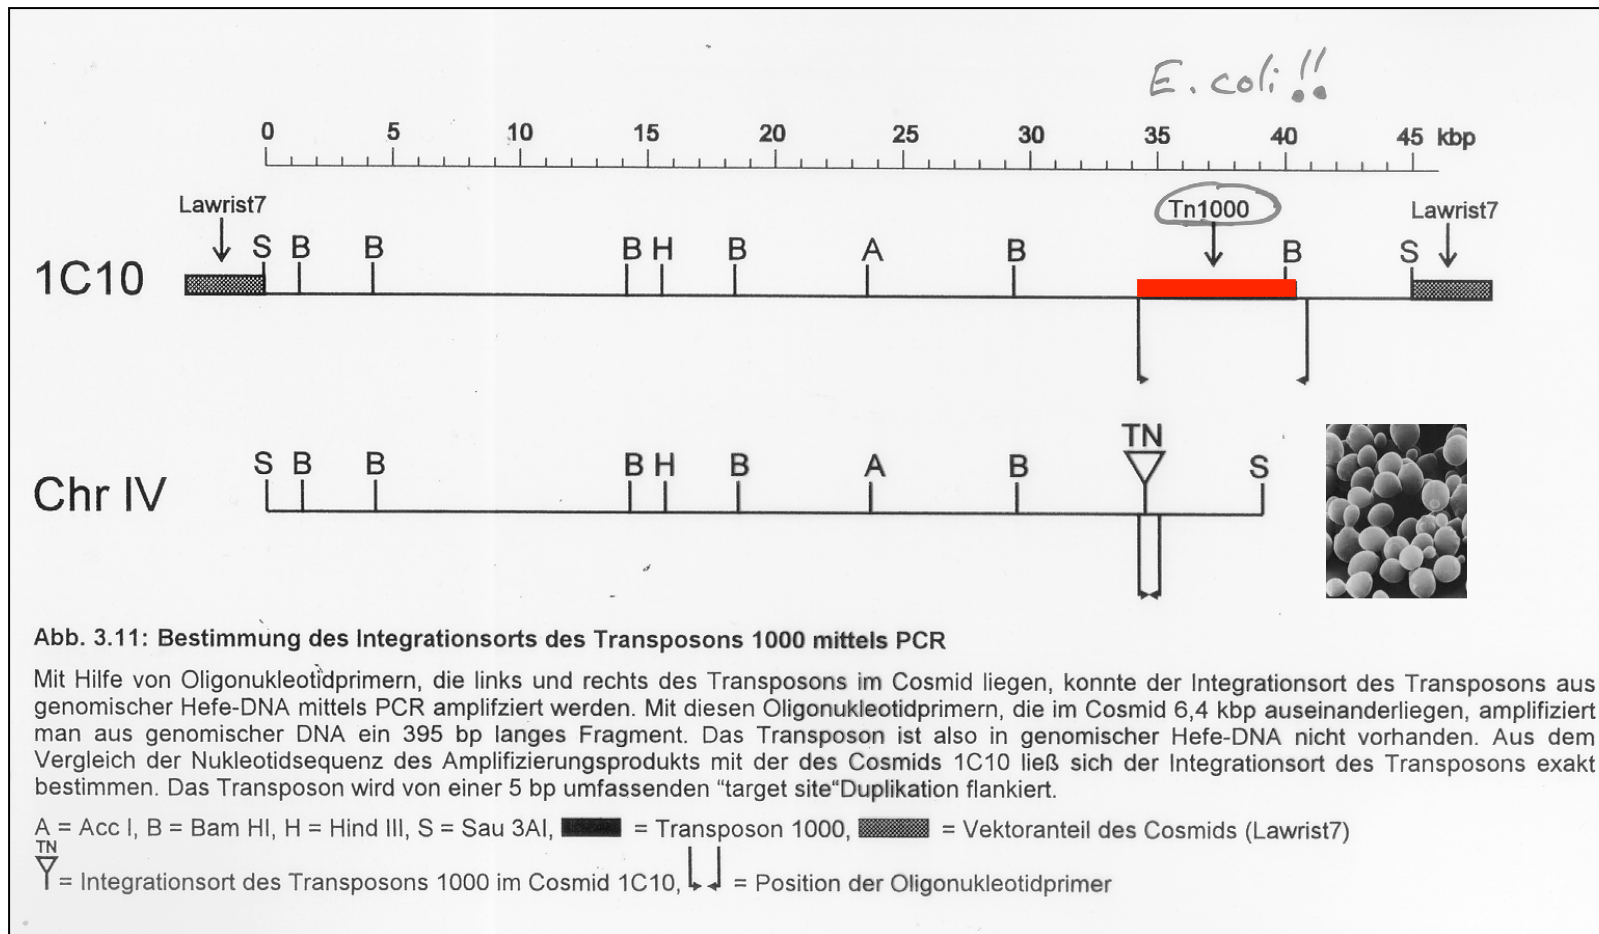 E. coli!!
0 5 10 15 20 25 30 35 40 45 kbp
Lawrist7 Tn1000 Lawrist7
S B B B H B A B B S
1C10
TN
S B B B H B A B S
Chr IV
Abb. 3.11: Bestimmung des Integrationsorts des Transposons 1000 mittels PCR
Mit Hilfe von Oligonukleotidprimern, die links und rechts des Transposons im Cosmid liegen, konnte der Integrationsort des Transposons aus
genomischer Hefe-DNA mittels PCR amplifziert werden. Mit diesen Oligonukleotidprimern, die im Cosmid 6,4 kbp auseinanderliegen, amplifiziert
man aus genomischer DNA ein 395 bp langes Fragment. Das Transposon ist also in genomischer Hefe-DNA nicht vorhanden. Aus dem
Vergleich der Nukleotidsequenz des Amplifizierungsprodukts mit der des Cosmids 1C10 ließ sich der Integrationsort des Transposons exakt
bestimmen. Das Transposon wird von einer 5 bp umfassenden “target site“Duplikation flankiert.
A = Acc I, B = Bam HI, H = Hind III, S = Sau 3AI, = Transposon 1000, = Vektoranteil des Cosmids (Lawrist7)
TN
= Integrationsort des Transposons 1000 im Cosmid 1C10, = Position der Oligonukleotidprimer